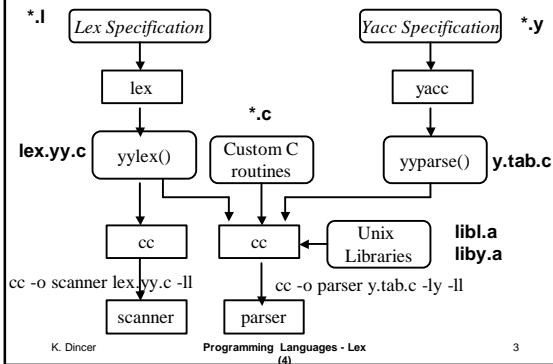 *.l
Lex Specification
Yacc Specification
*.y
lex
yacc
*.c
lex.yy.c
yylex()
Custom C
routines
yyparse()
y.tab.c
cc
cc
Unix
Libraries
libl.a
liby.a
cc -o scanner lex.yy.c -ll
cc -o parser y.tab.c -ly -ll
scanner
parser
K. Dincer
Programming Languages - Lex
(4)
3